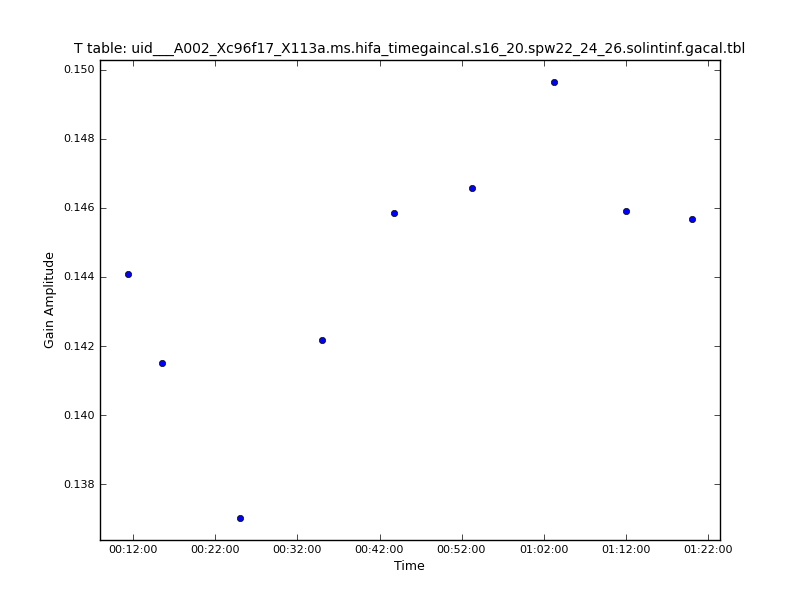 T table: uid___A002_Xc96f17_X113a.ms.hifa_timegaincal.s16_20.spw22_24_26.solintinf.gacal.tbl
0.150
0.148
0.146
0.144
0.142
0.140
0.138
Gain Amplitude
00:12:00 00:22:00 00:32:00 00:42:00 00:52:00 01:02:00 01:12:00 01:22:00
Time